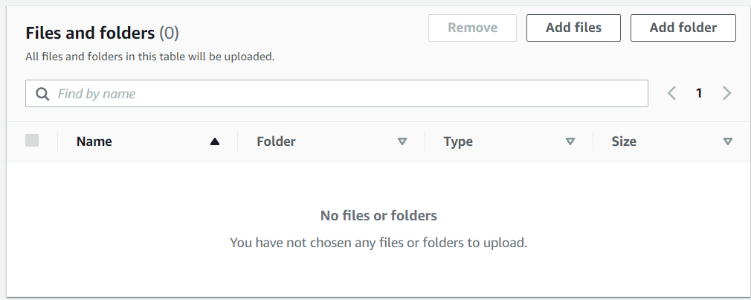 Files and folders (0)
Remove
Add files
Add folder
All files and folders in this table will be uploaded.
Find by name
1
Name
Folder
Type
Size
No files or folders
You have not chosen any files or folders to upload.